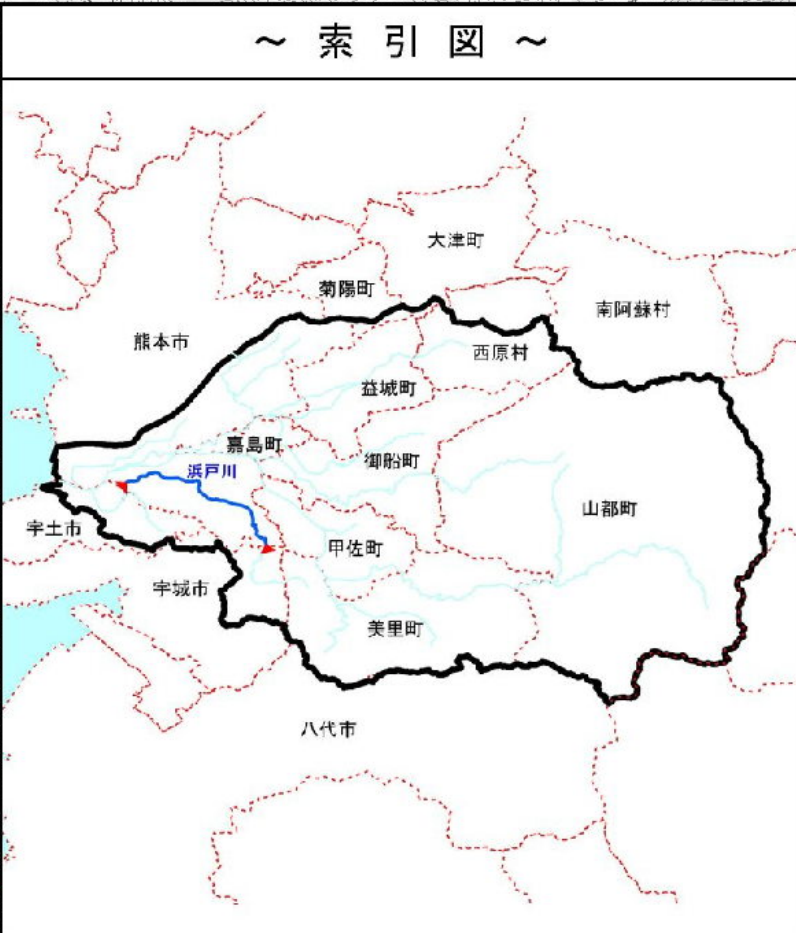 ～ 索 引 図 ～
大津町
菊陽町
南阿蘇村
熊本市
西原村
益城町
嘉島町
御船町
浜戸川
山都町
宇土市
甲佐町
宇城市
美里町
八代市